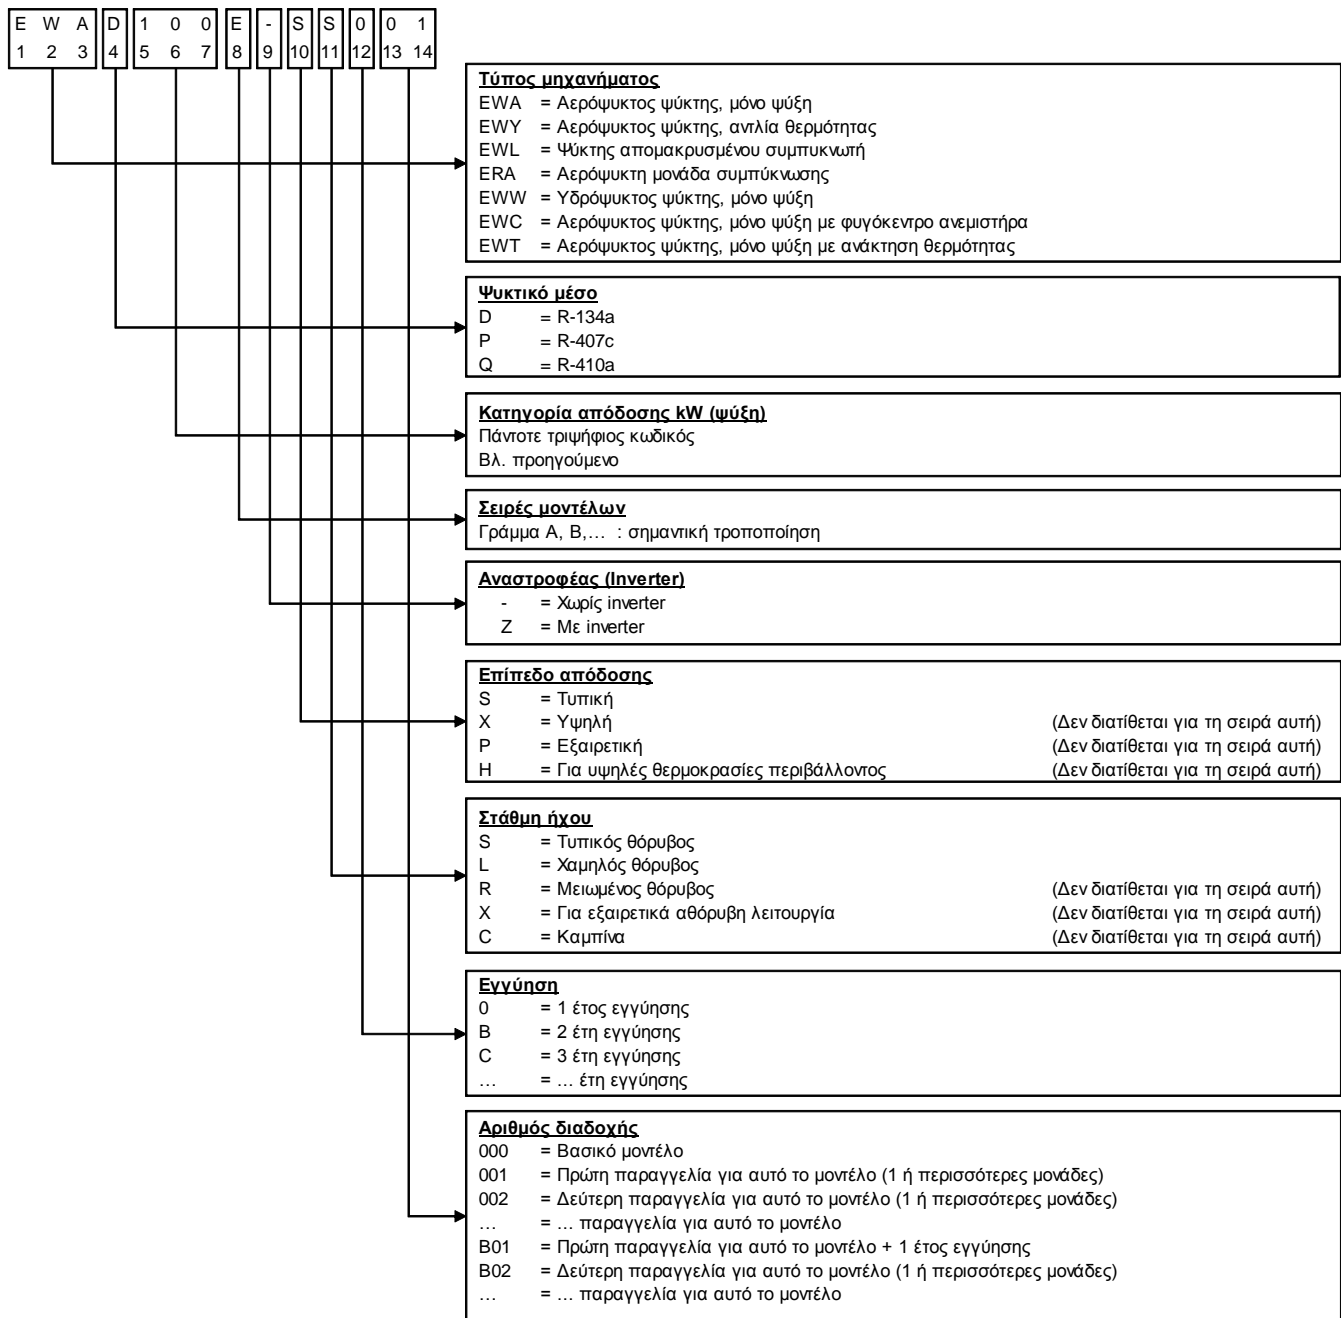 E W A D 1 0 0 E - S S 0 0 1
1 2 3 4 5 6 7 8 9 10 11 12 13 14
Τύπος μηχανήματος
EWA = Αερόψυκτος ψύκτης, μόνο ψύξη
EWY = Αερόψυκτος ψύκτης, αντλία θερμότητας
EWL = Ψύκτης απομακρυσμένου συμπυκνωτή
ERA = Αερόψυκτη μονάδα συμπύκνωσης
EWW = Υδρόψυκτος ψύκτης, μόνο ψύξη
EWC = Αερόψυκτος ψύκτης, μόνο ψύξη με φυγόκεντρο ανεμιστήρα
EWT = Αερόψυκτος ψύκτης, μόνο ψύξη με ανάκτηση θερμότητας
Ψυκτικό μέσο
D = R-134a
P = R-407c
Q = R-410a
Κατηγορία απόδοσης kW (ψύξη)
Πάντοτε τριψήφιος κωδικός
Βλ. προηγούμενο
Σειρές μοντέλων
Γράμμα A, B,… : σημαντική τροποποίηση
Αναστροφέας (Inverter)
- = Χωρίς inverter
Z = Με inverter
Επίπεδο απόδοσης
S = Τυπική
X = Υψηλή (Δεν διατίθεται για τη σειρά αυτή)
P = Εξαιρετική (Δεν διατίθεται για τη σειρά αυτή)
H = Για υψηλές θερμοκρασίες περιβάλλοντος (Δεν διατίθεται για τη σειρά αυτή)
Στάθμη ήχου
S = Τυπικός θόρυβος
L = Χαμηλός θόρυβος
R = Μειωμένος θόρυβος (Δεν διατίθεται για τη σειρά αυτή)
X = Για εξαιρετικά αθόρυβη λειτουργία (Δεν διατίθεται για τη σειρά αυτή)
C = Καμπίνα (Δεν διατίθεται για τη σειρά αυτή)
Εγγύηση
0 = 1 έτος εγγύησης
B = 2 έτη εγγύησης
C = 3 έτη εγγύησης
… = … έτη εγγύησης
Αριθμός διαδοχής
000 = Βασικό μοντέλο
001 = Πρώτη παραγγελία για αυτό το μοντέλο (1 ή περισσότερες μονάδες)
002 = Δεύτερη παραγγελία για αυτό το μοντέλο (1 ή περισσότερες μονάδες)
… = … παραγγελία για αυτό το μοντέλο
B01 = Πρώτη παραγγελία για αυτό το μοντέλο + 1 έτος εγγύησης
B02 = Δεύτερη παραγγελία για αυτό το μοντέλο (1 ή περισσότερες μονάδες)
… = … παραγγελία για αυτό το μοντέλο